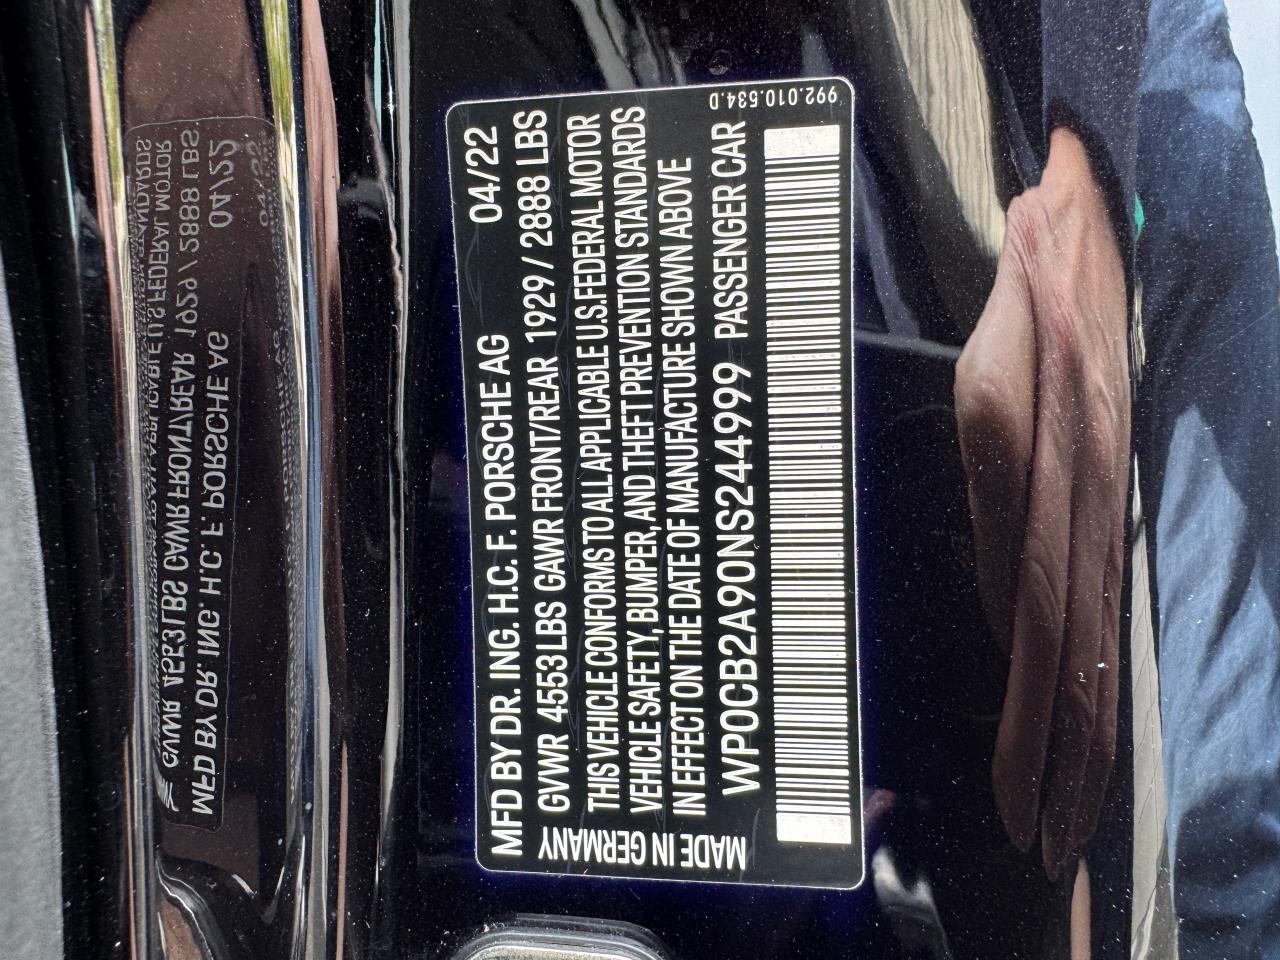 MFD BY DR. ING. H.C. F. PORSCHE AG 04/22
GVWR 4553 LBS GAWR FRONT/REAR 1929 / 2888 LBS
THIS VEHICLE CONFORMS TO ALL APPLICABLE U.S. FEDERAL MOTOR
VEHICLE SAFETY, BUMPER, AND THEFT PREVENTION STANDARDS
IN EFFECT ON THE DATE OF MANUFACTURE SHOWN ABOVE
WP0CB2A90NS244999 PASSENGER CAR
MADE IN GERMANY
992.010.534.D